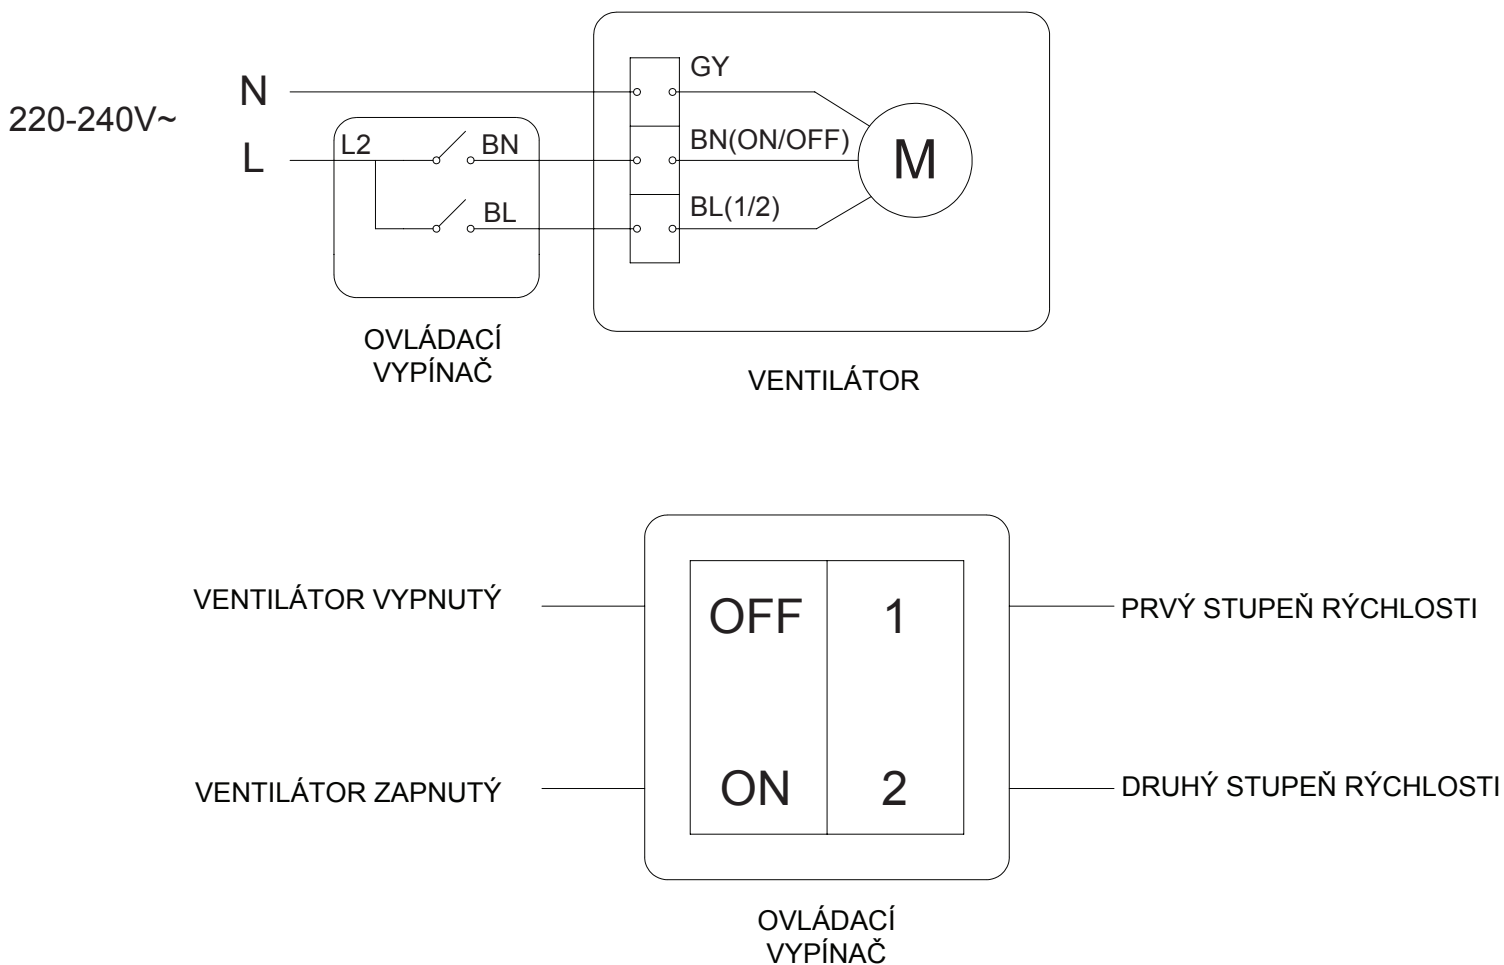 220-240V~
N
L
L2
BN
BL
GY
BN(ON/OFF)
BL(1/2)
M
OVLÁDACÍ
VYPÍNAČ
VENTILÁTOR
VENTILÁTOR VYPNUTÝ
OFF
1
PRVÝ STUPEŇ RÝCHLOSTI
VENTILÁTOR ZAPNUTÝ
ON
2
DRUHÝ STUPEŇ RÝCHLOSTI
OVLÁDACÍ
VYPÍNAČ